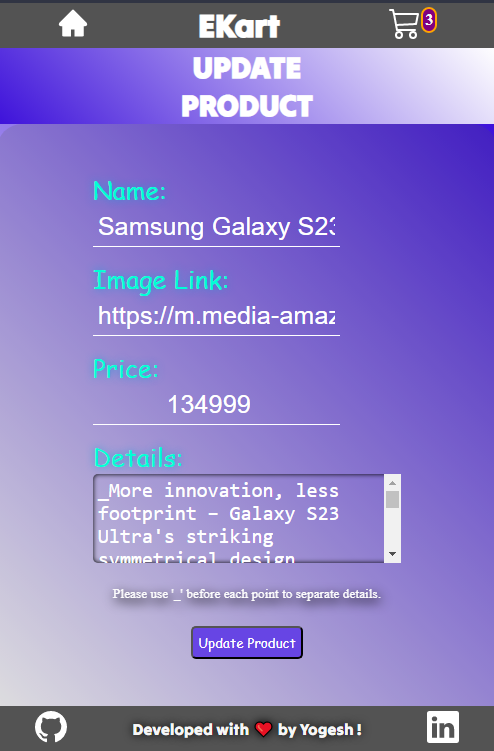 EKart
3
UPDATE
PRODUCT
Name:
Samsung Galaxy S23
Image Link:
https://m.media-amaz
Price:
134999
Details:
_More innovation, less
footprint – Galaxy S23
Ultra's striking
symmetrical design
Please use '_' before each point to separate details.
Update Product
Developed with ❤️ by Yogesh !
in